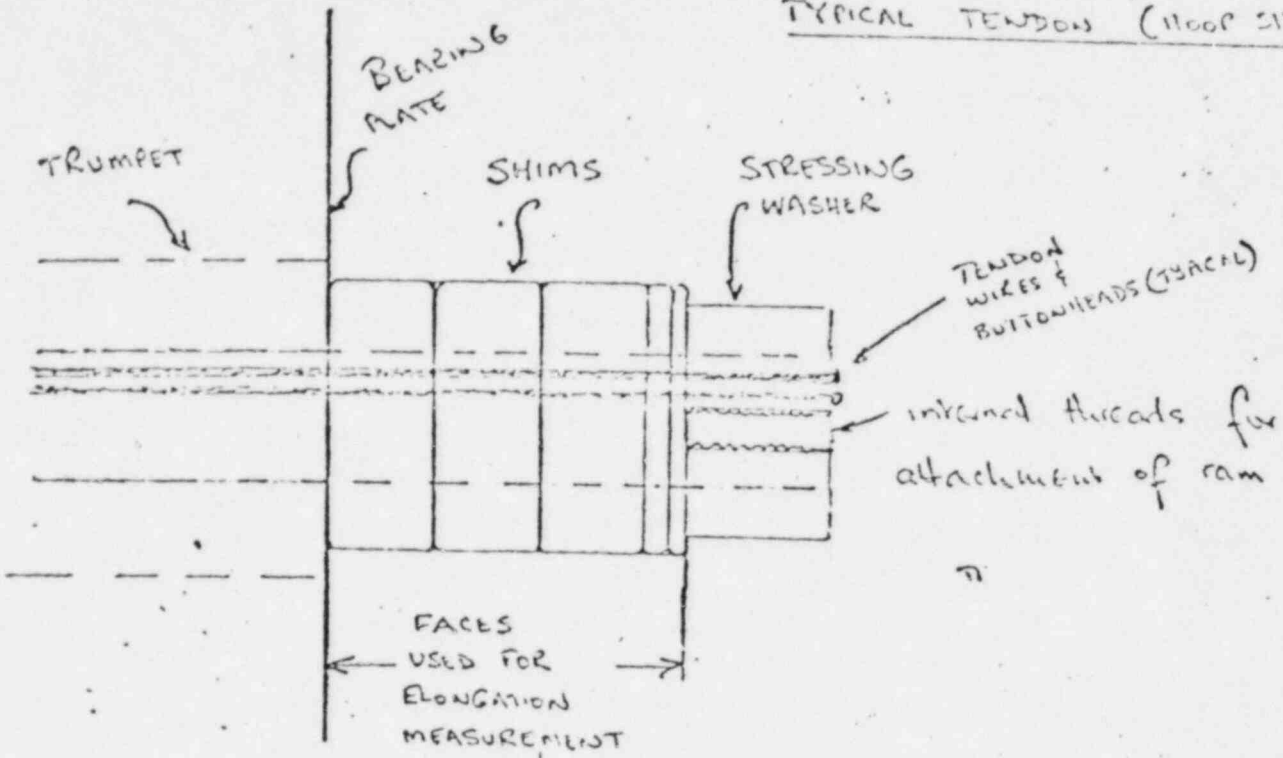 TYPICAL TENDON (HOOP
BEARING
PLATE
TRUMPET
SHIMS
STRESSING
WASHER
TENDON
WIRES &
BUTTONHEADS (TYPICAL)
internal threads for
attachment of ram
FACES
USED FOR
ELONGATION
MEASUREMENT